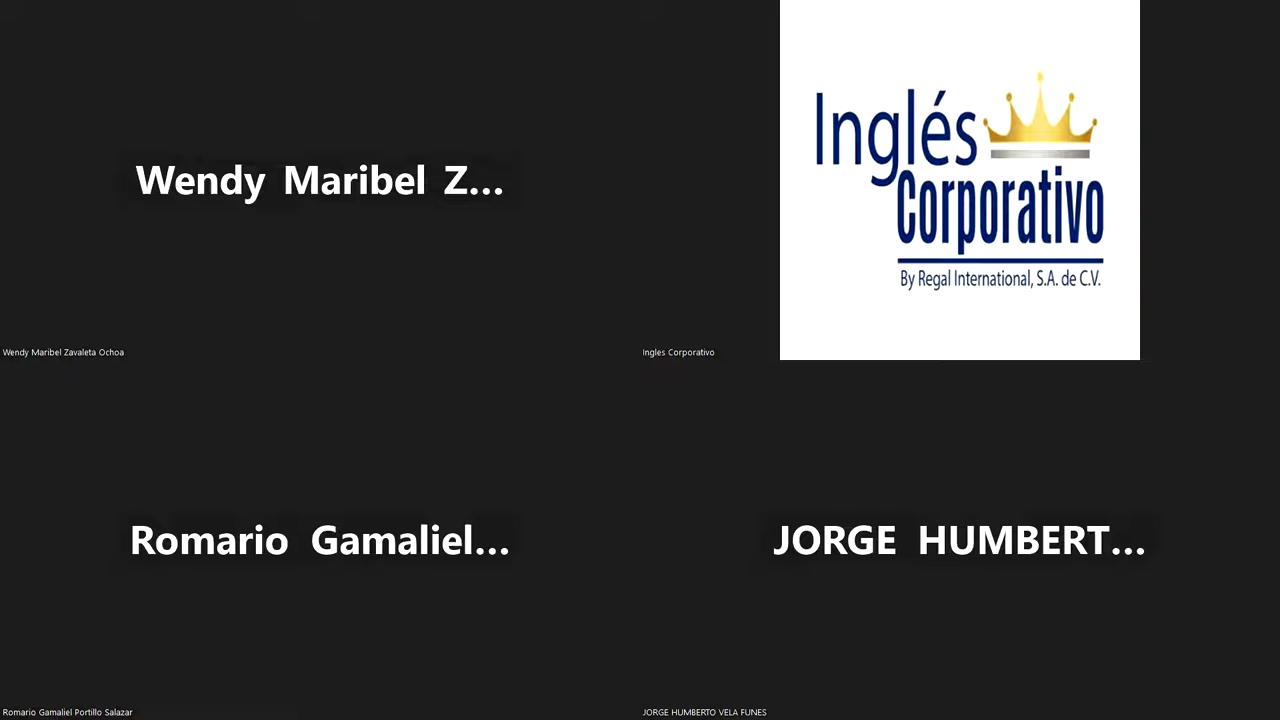 Wendy Maribel Z...
Wendy Maribel Zavaleta Ochoa
Inglés
Corporativo
By Regal International, S.A. de C.V.
Ingles Corporativo
Romario Gamaliel...
Romario Gamaliel Portillo Salazar
JORGE HUMBERT...
JORGE HUMBERTO VELA FUNES